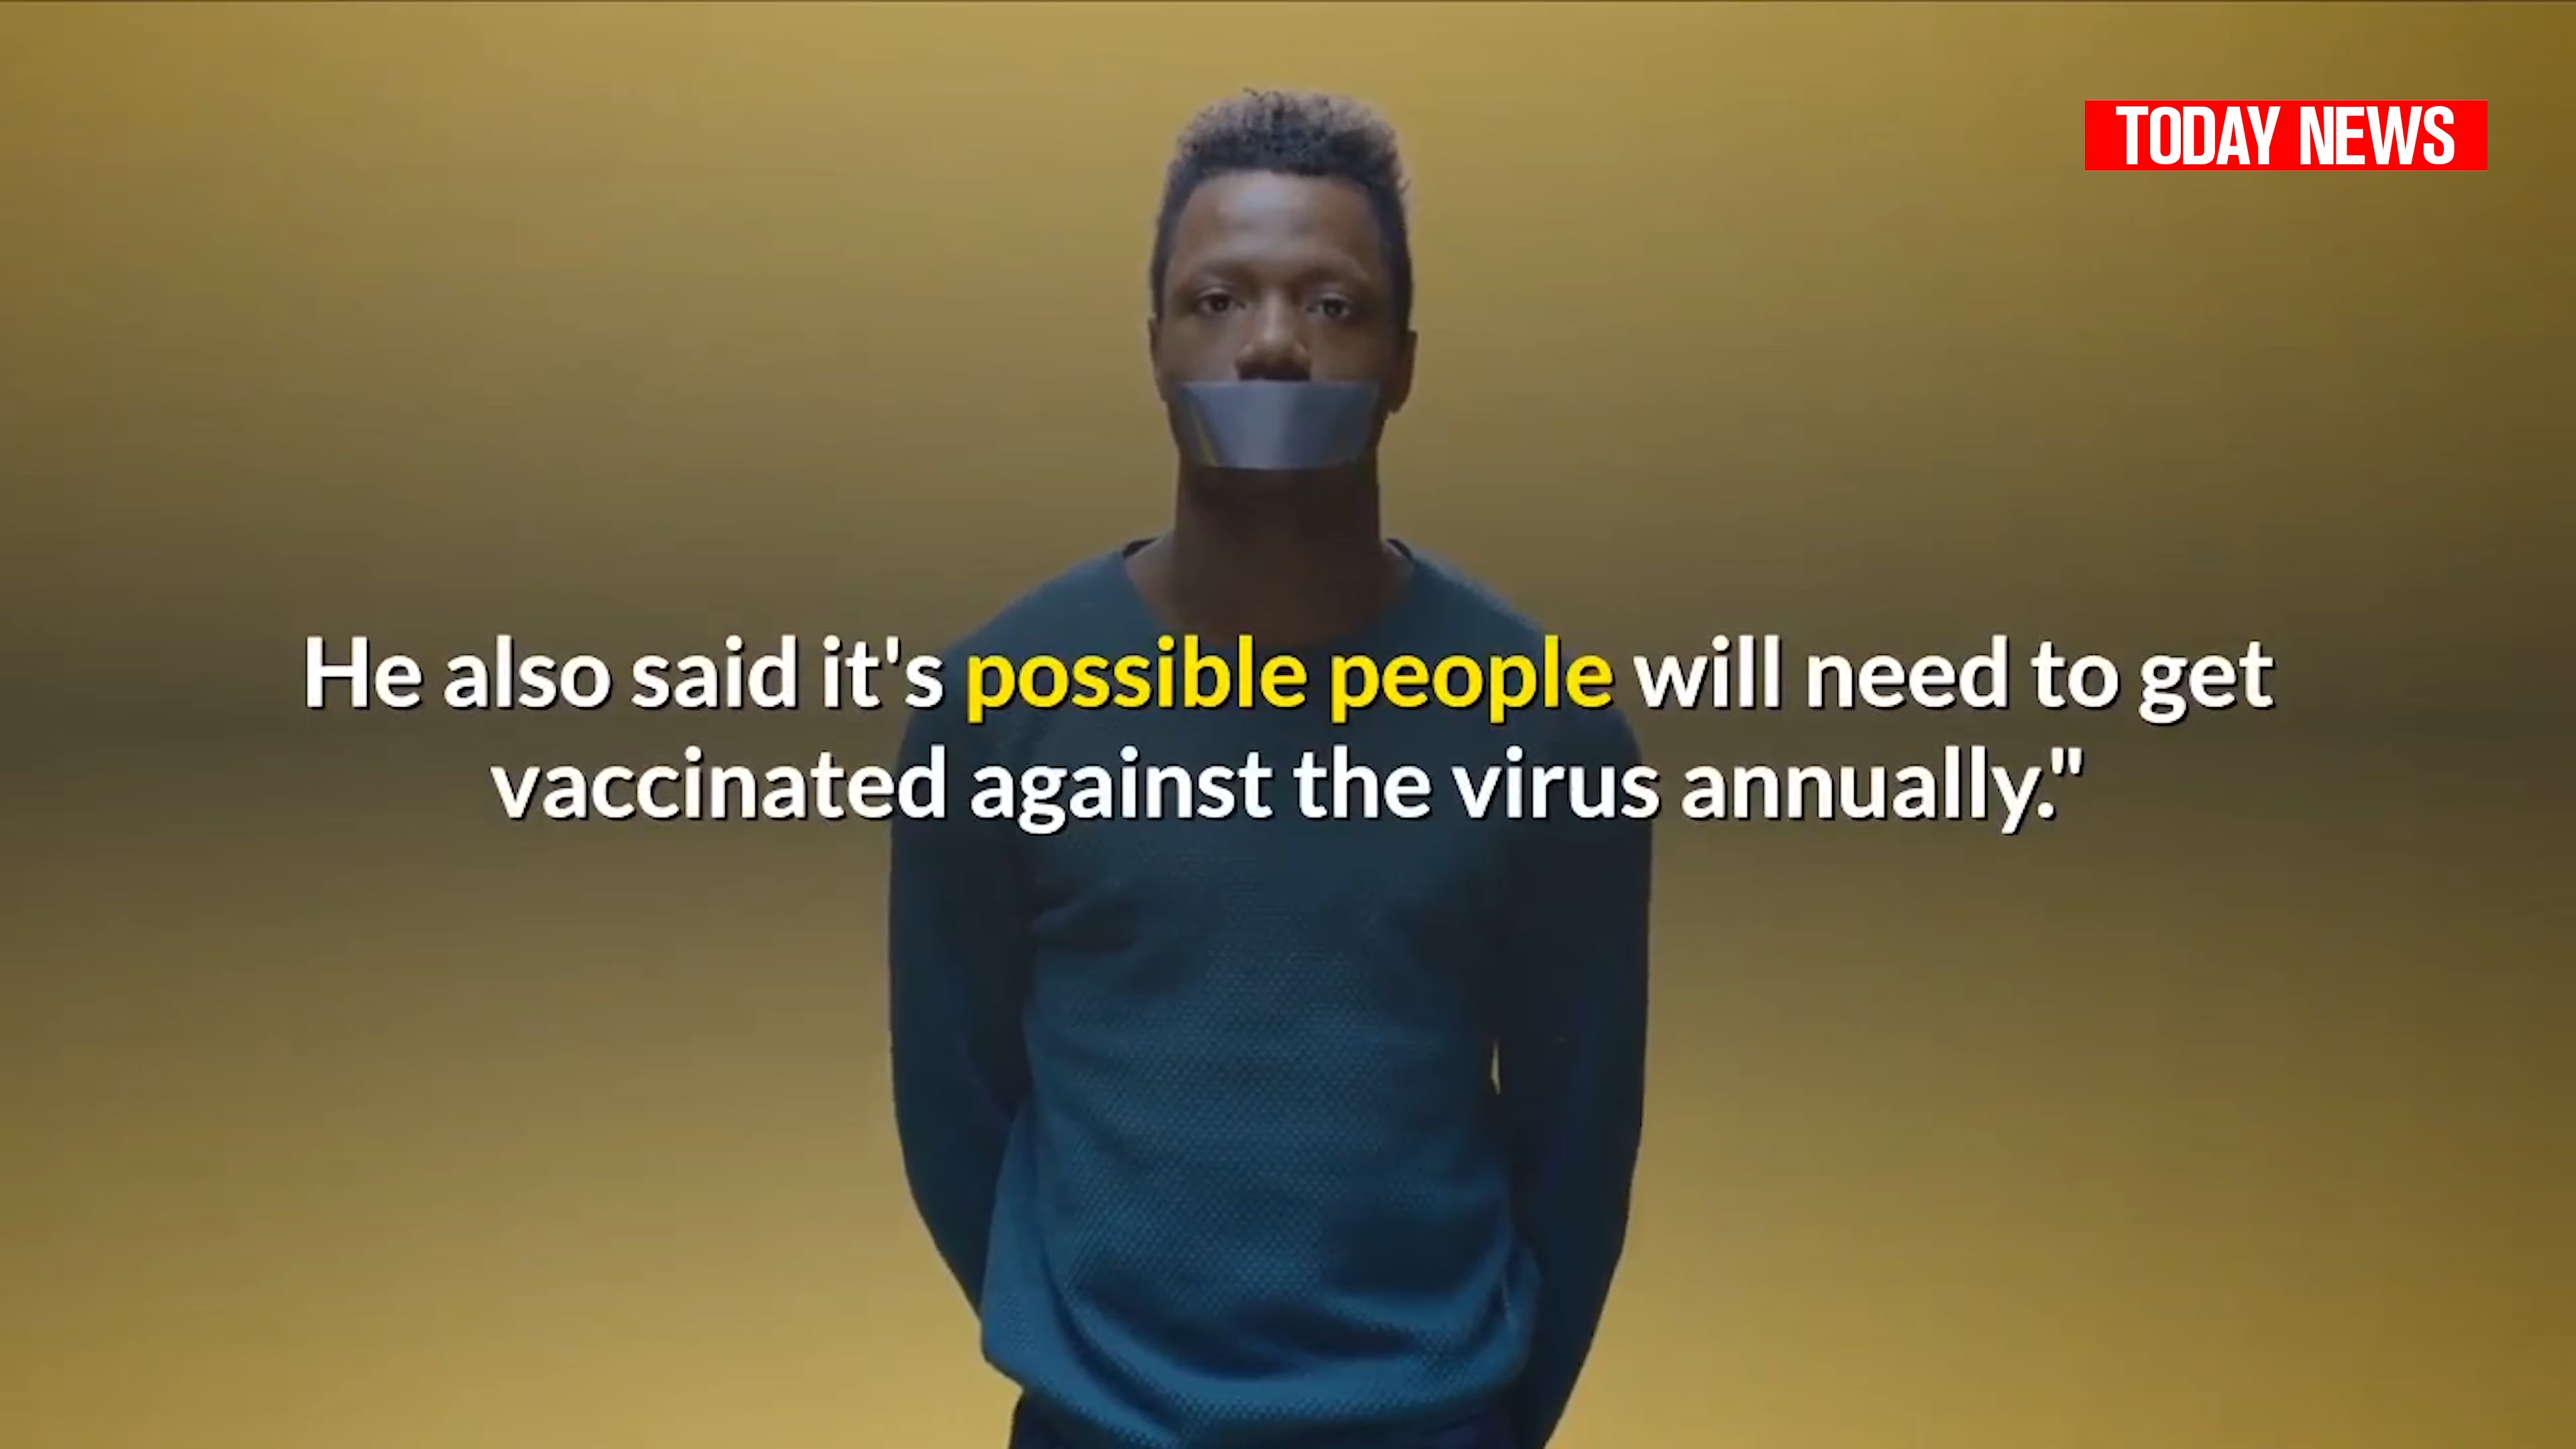 TODAY NEWS
He also said it's possible people will need to get
vaccinated against the virus annually."